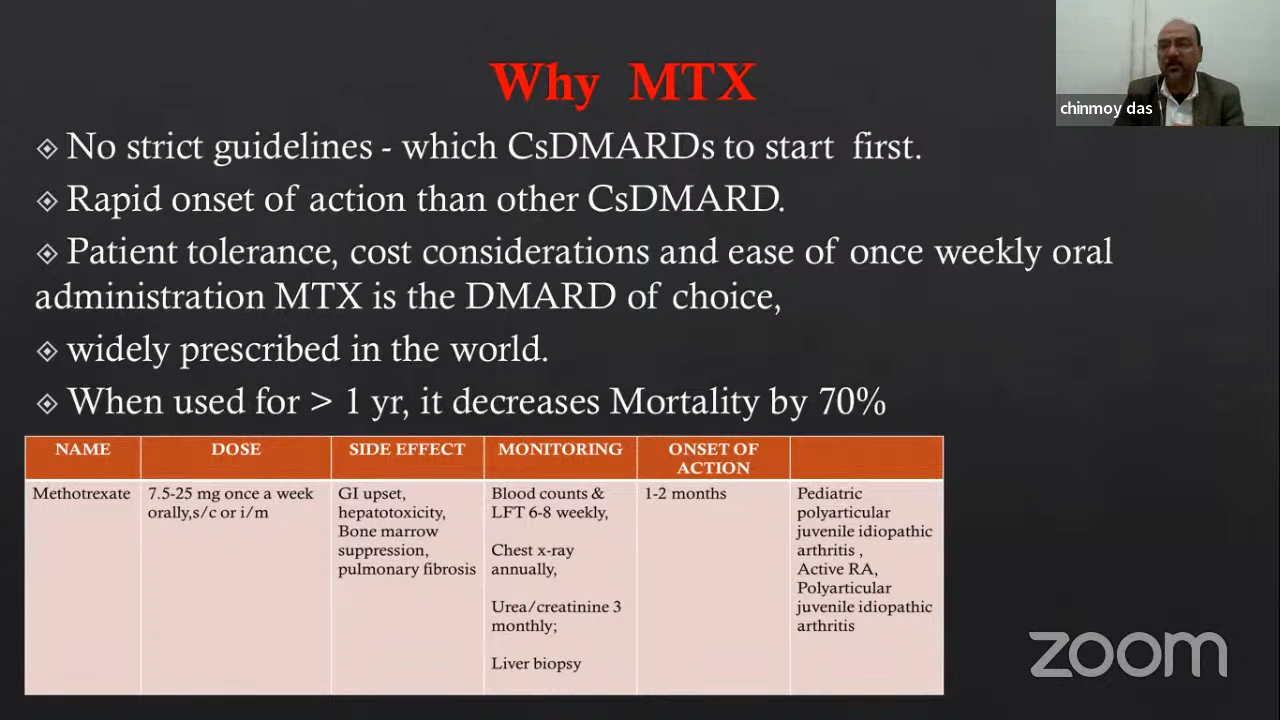 Why MTX
chinmoy das
No strict guidelines - which CsDMARDs to start first.
Rapid onset of action than other CsDMARD.
Patient tolerance, cost considerations and ease of once weekly oral
administration MTX is the DMARD of choice,
widely prescribed in the world.
When used for > 1 yr, it decreases Mortality by 70%
NAME
DOSE
SIDE EFFECT
MONITORING
ONSET OF
ACTION
Methotrexate
7.5-25 mg once a week
orally,s/c or i/m
GI upset,
hepatotoxicity,
Bone marrow
suppression,
pulmonary fibrosis
Blood counts &
LFT 6-8 weekly,
Chest x-ray
annually,
Urea/creatinine 3
monthly;
Liver biopsy
1-2 months
Pediatric
polyarticular
juvenile idiopathic
arthritis ,
Active RA,
Polyarticular
juvenile idiopathic
arthritis
zoom